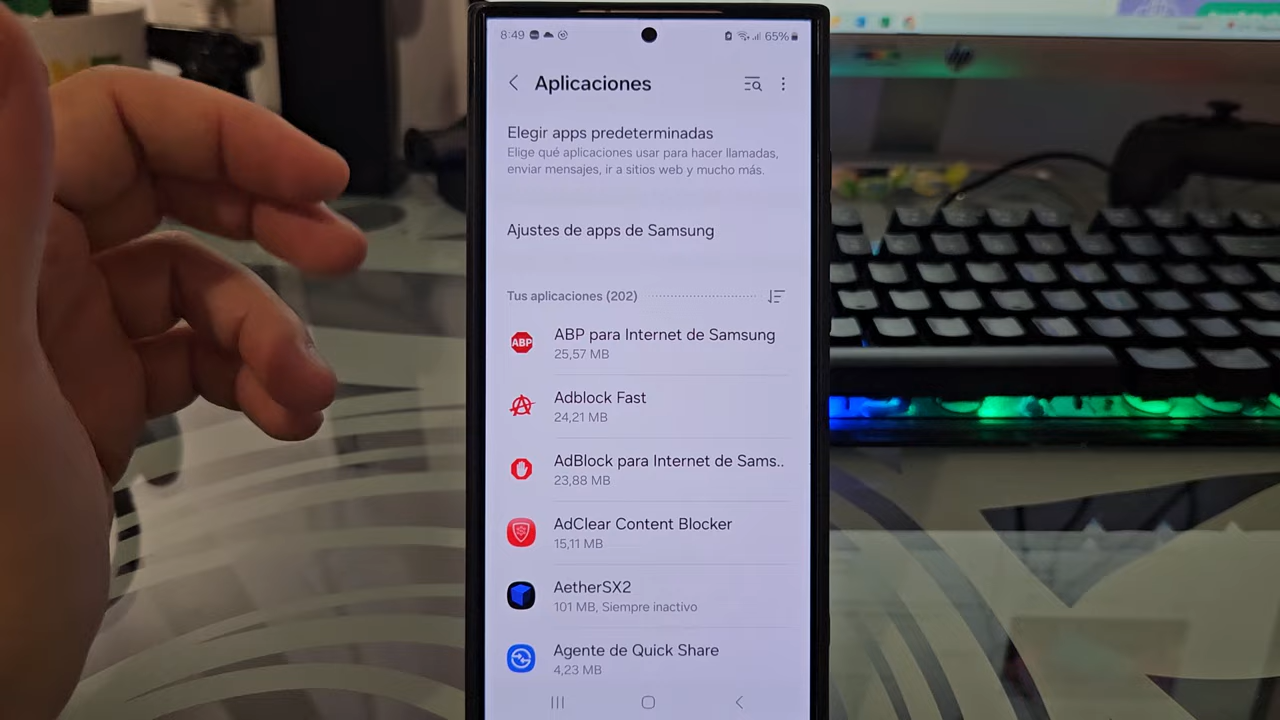 8:49
65%
Aplicaciones
Elegir apps predeterminadas
Elige qué aplicaciones usar para hacer llamadas,
enviar mensajes, ir a sitios web y mucho más.
Ajustes de apps de Samsung
Tus aplicaciones (202)
ABP
ABP para Internet de Samsung
25,57 MB
Adblock Fast
24,21 MB
AdBlock para Internet de Sams..
23,88 MB
AdClear Content Blocker
15,11 MB
AetherSX2
101 MB, Siempre inactivo
Agente de Quick Share
4,23 MB
hp